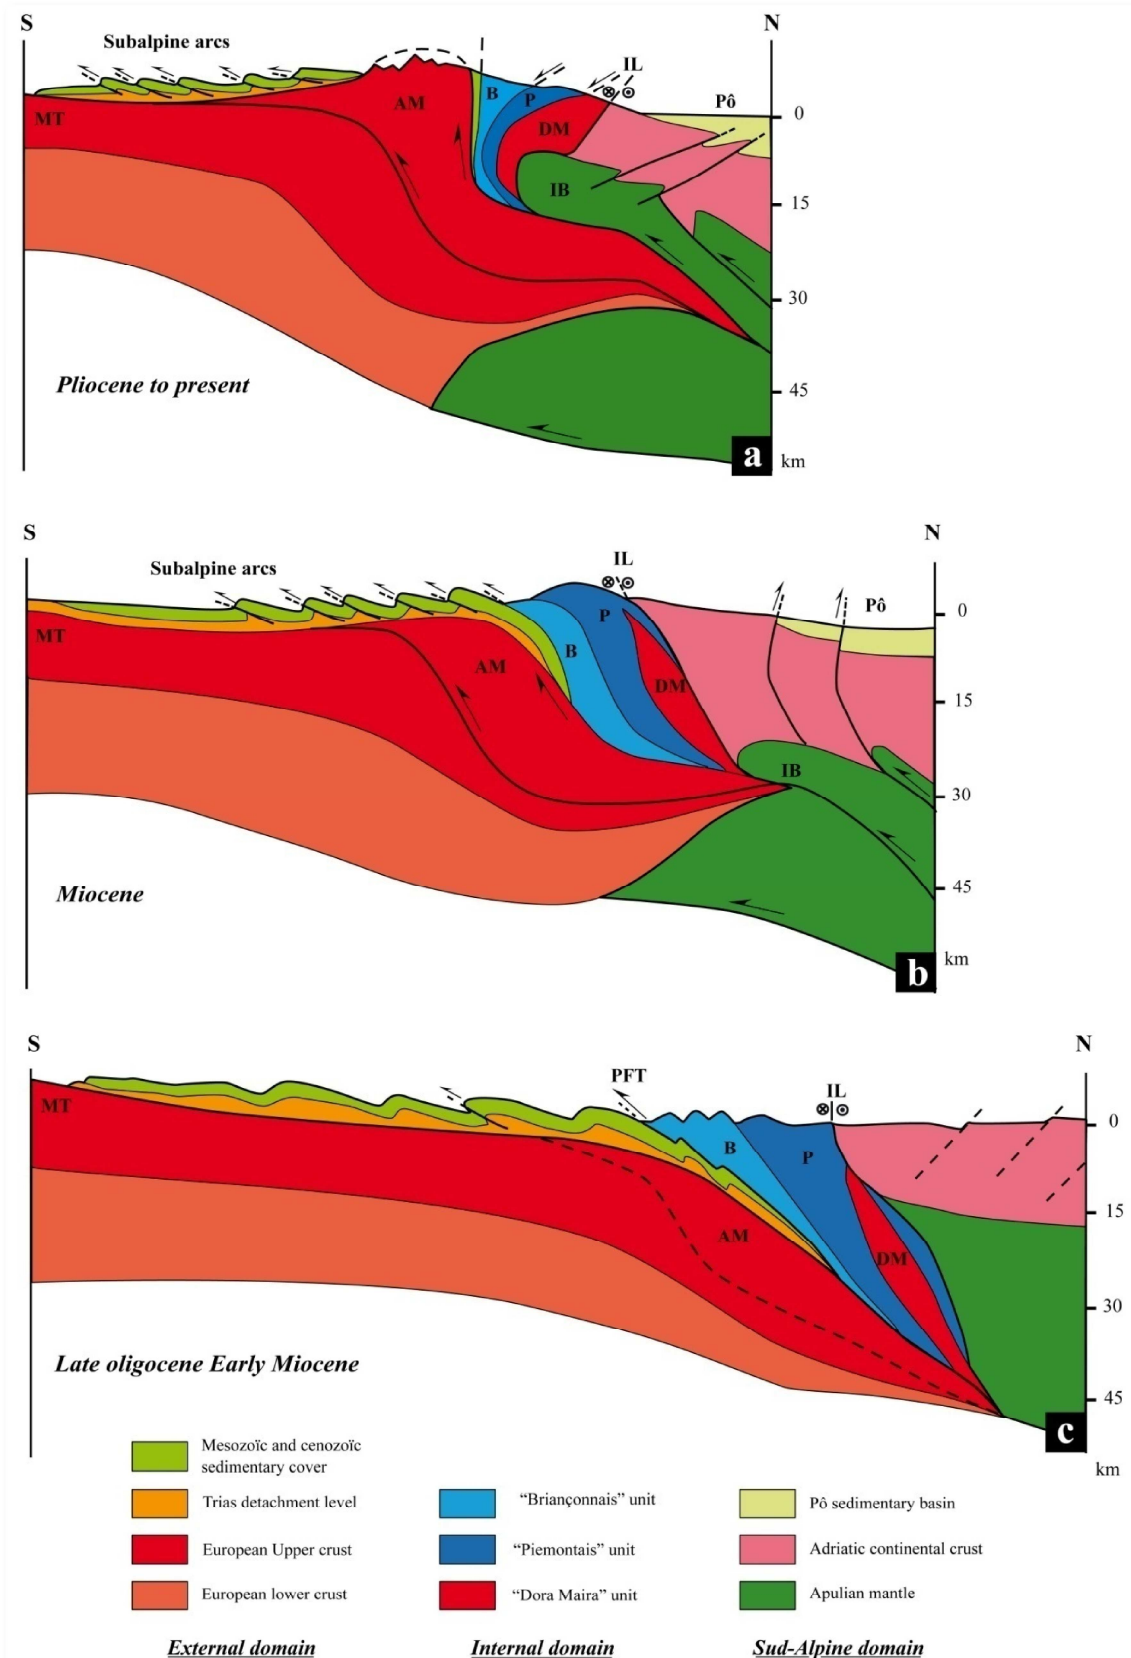 S
N
Subalpine arcs
IL
Pô
AM
B
P
DM
MT
IB
0
15
30
45
km
Pliocene to present
a
S
N
IL
Subalpine arcs
Pô
0
MT
P
B
AM
DM
15
IB
30
45
Miocene
km
b
S
N
PFT
IL
MT
0
B
P
15
AM
DM
30
Late oligocene Early Miocene
45
c
km
Mesozoïc and cenozoïc
sedimentary cover
Trias detachment level
European Upper crust
European lower crust
External domain
"Briançonnais" unit
"Piemontais" unit
"Dora Maira" unit
Internal domain
Pô sedimentary basin
Adriatic continental crust
Apulian mantle
Sud-Alpine domain